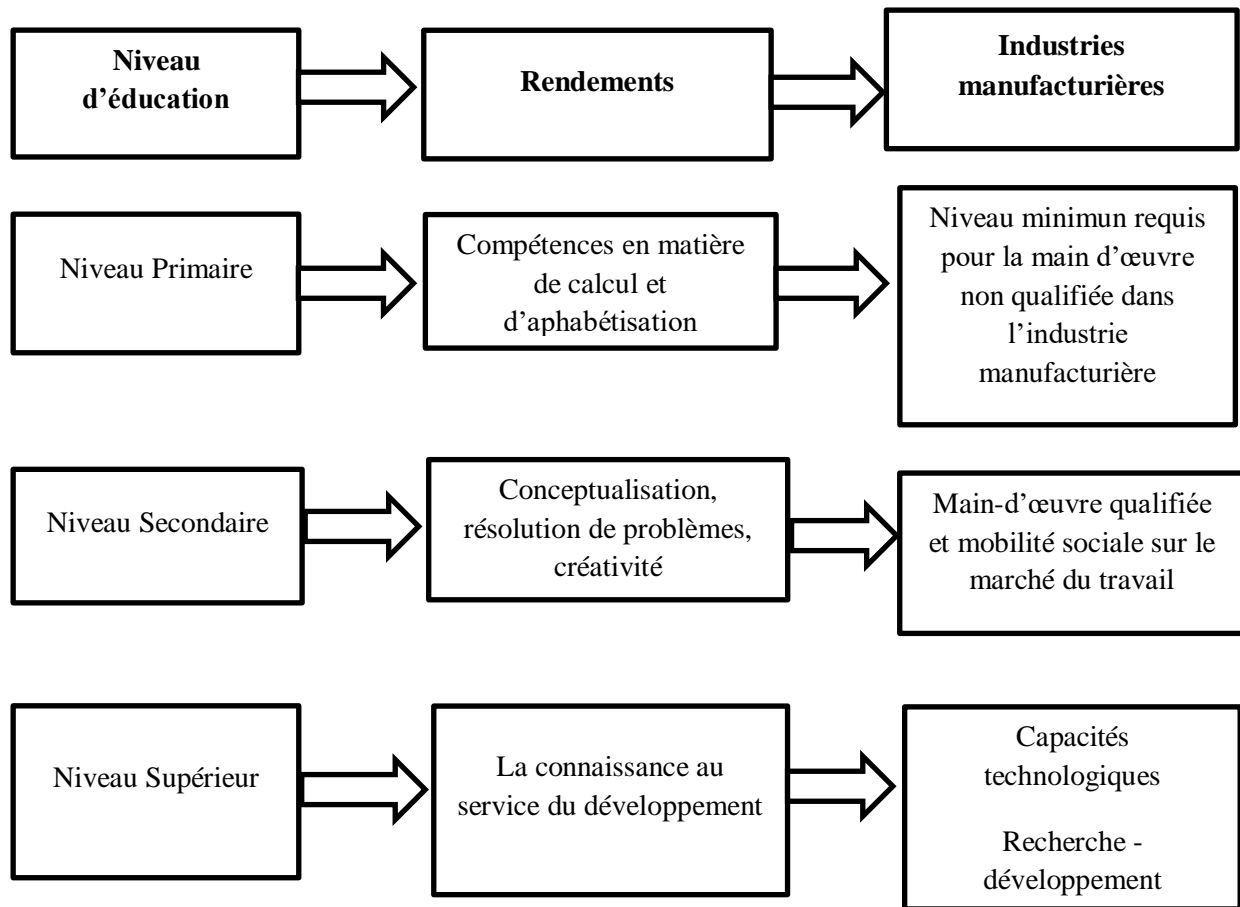 Niveau
d’éducation
Rendements
Industries
manufacturières
Niveau Primaire
Compétences en matière
de calcul et
d’aphabétisation
Niveau minimun requis
pour la main d’œuvre
non qualifiée dans
l’industrie
manufacturière
Niveau Secondaire
Conceptualisation,
résolution de problèmes,
créativité
Main-d’œuvre qualifiée
et mobilité sociale sur le
marché du travail
Niveau Supérieur
La connaissance au
service du développement
Capacités
technologiques
Recherche -
développement